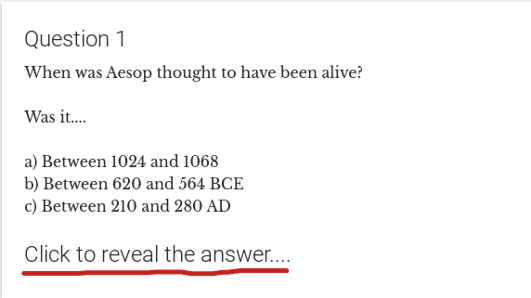 Question 1
When was Aesop thought to have been alive?
Was it....
a) Between 1024 and 1068
b) Between 620 and 564 BCE
c) Between 210 and 280 AD
Click to reveal the answer....